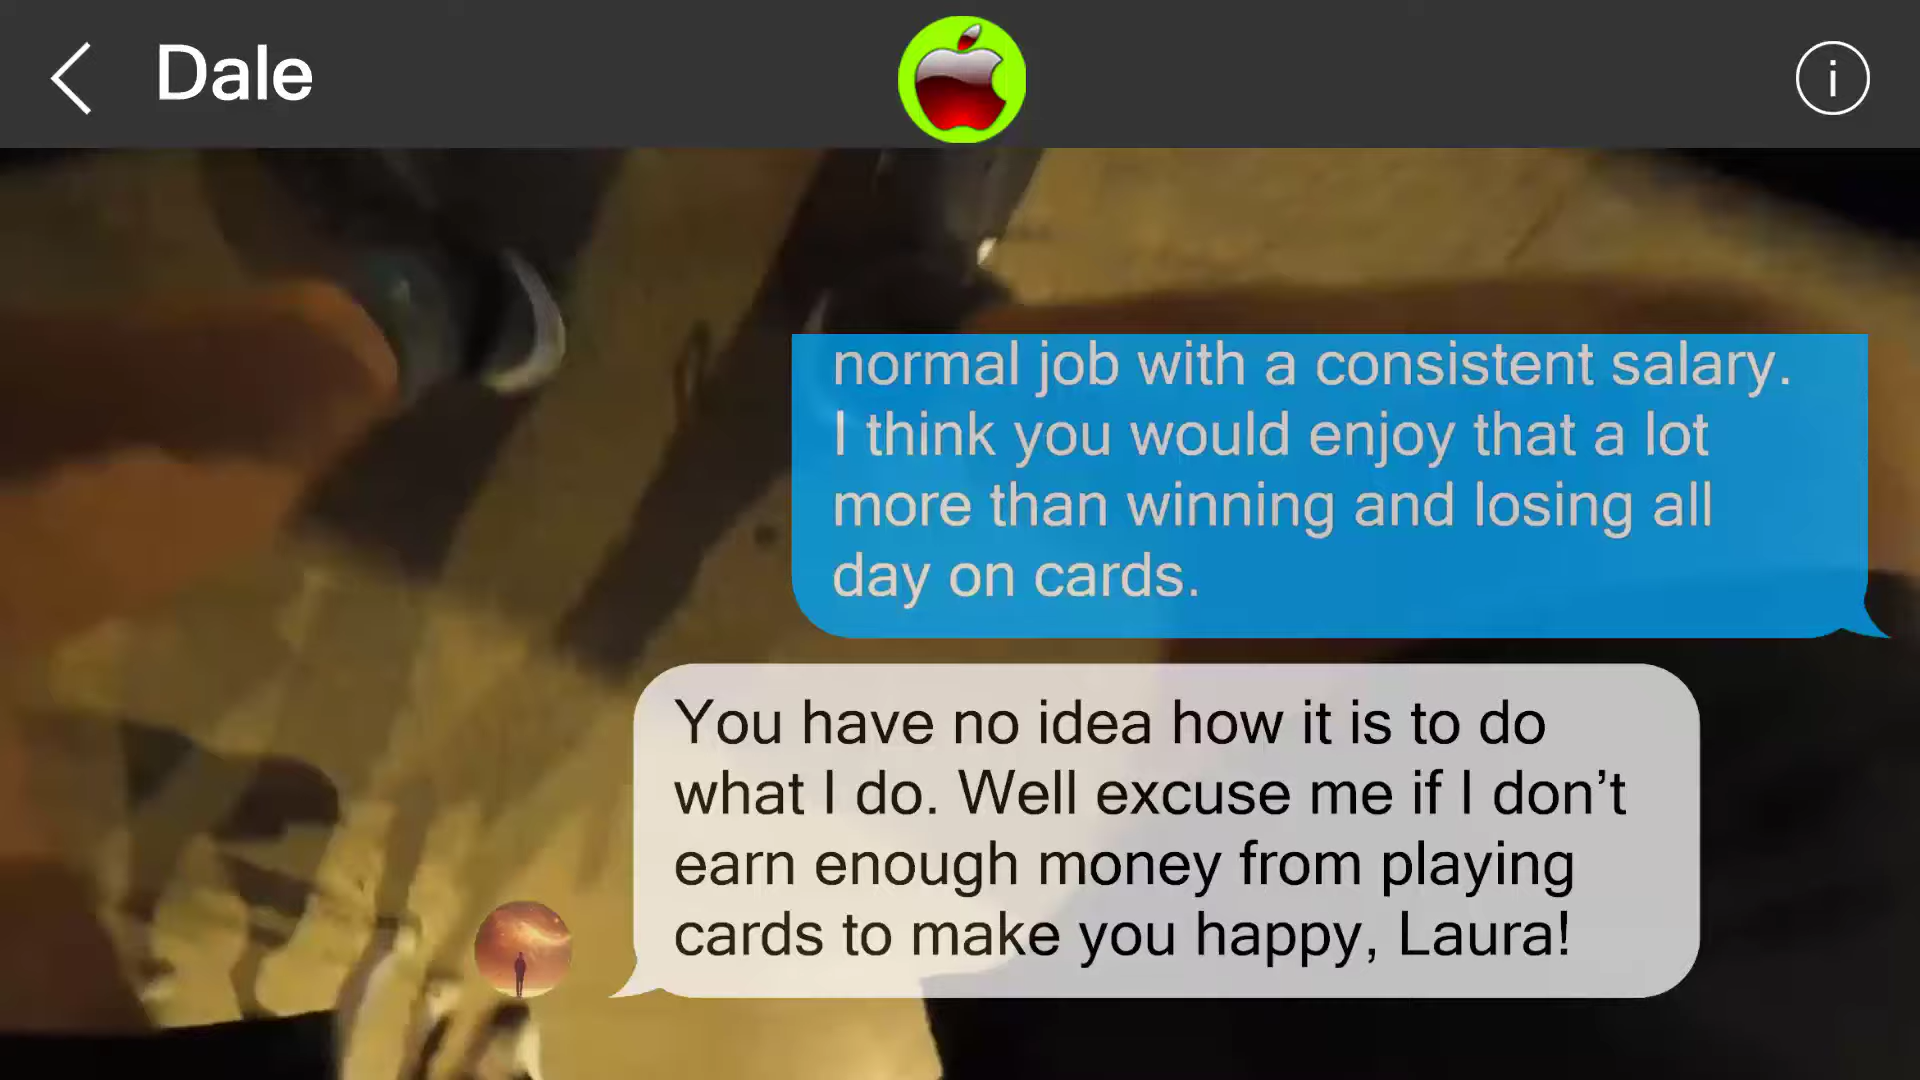 Dale
normal job with a consistent salary.
I think you would enjoy that a lot
more than winning and losing all
day on cards.
You have no idea how it is to do
what I do. Well excuse me if I don’t
earn enough money from playing
cards to make you happy, Laura!